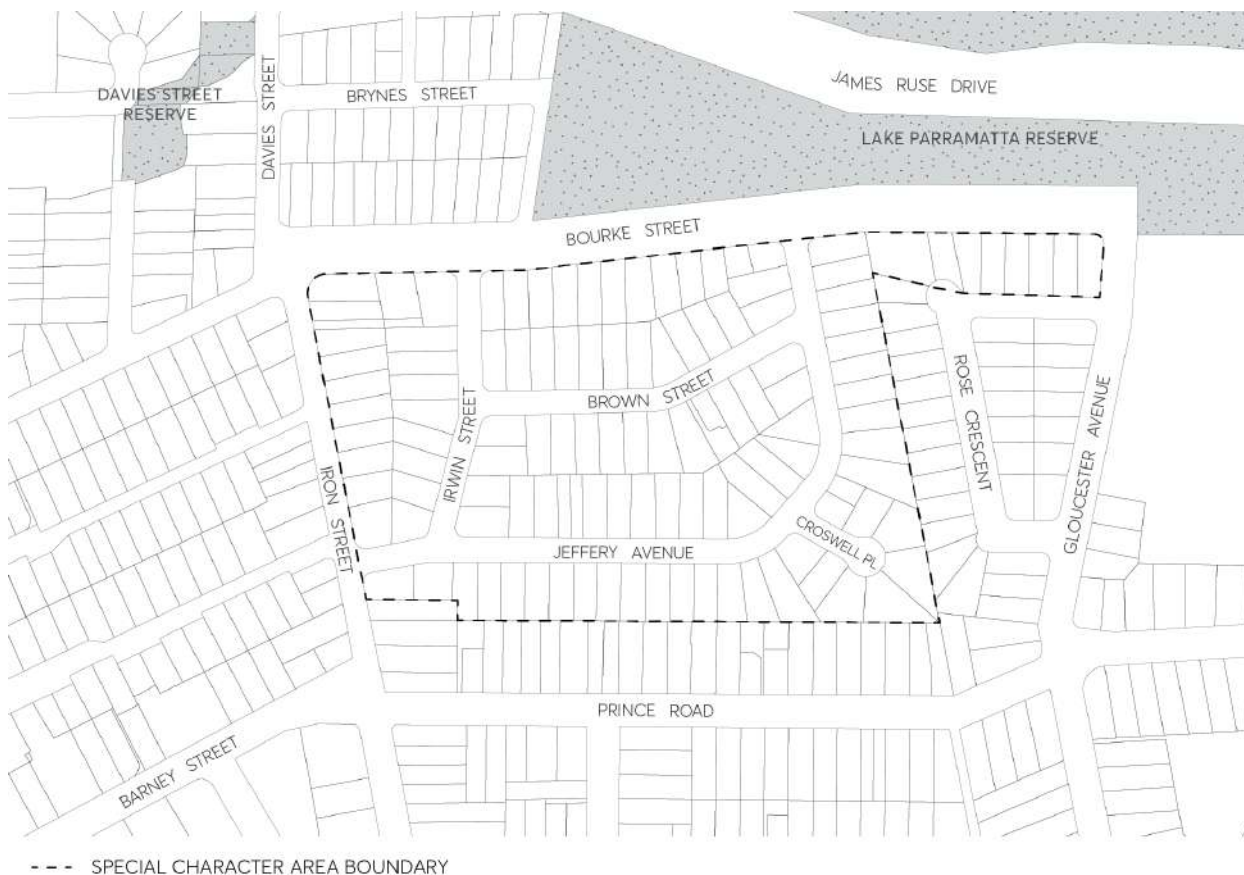 JAMES RUSE DRIVE
DAVIES STREET
RESERVE
DAVIES STREET
BRYNES STREET
LAKE PARRAMATTA RESERVE
BOURKE STREET
BROWN STREET
IRWIN STREET
ROSE CRESCENT
GLOUCESTER AVENUE
IRON STREET
CROSWELL PL
JEFFERY AVENUE
PRINCE ROAD
BARNEY STREET
--- SPECIAL CHARACTER AREA BOUNDARY